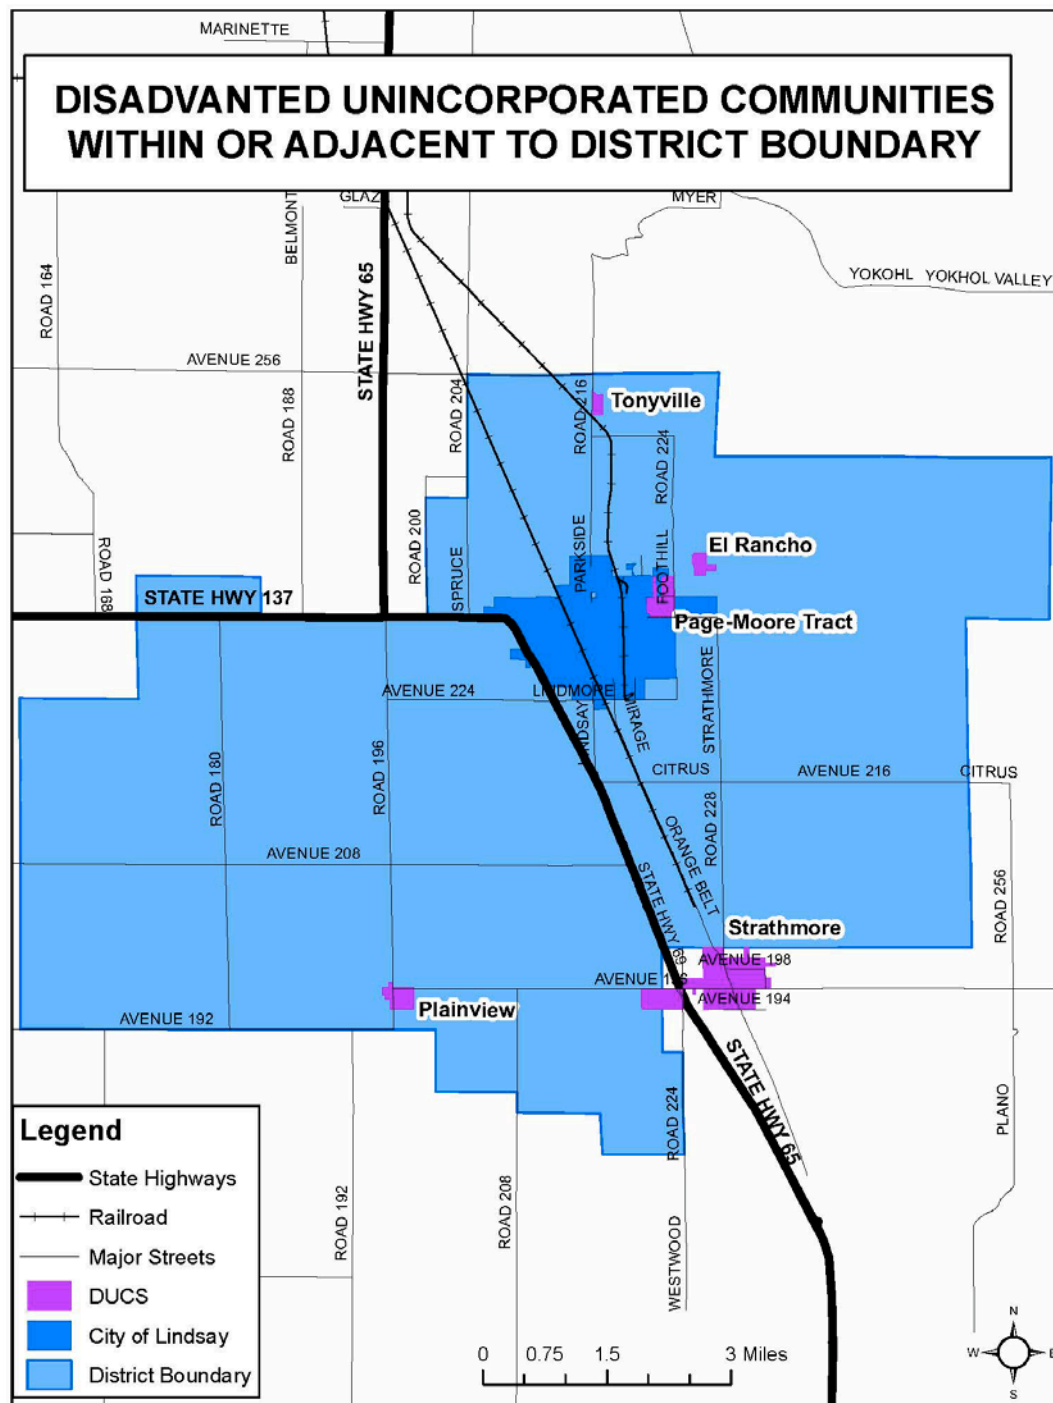 MARINETTE
DISADVANTED UNINCORPORATED COMMUNITIES
WITHIN OR ADJACENT TO DISTRICT BOUNDARY
GLAZ
MYER
BELMONT
ROAD 164
STATE HWY 65
YOKOHL
YOKHOL VALLEY
AVENUE 256
ROAD 188
ROAD 204
ROAD 216
Tonyville
ROAD 224
ROAD 200
PARKSIDE
El Rancho
ROAD 168
SPRUCE
FOOTHILL
STATE HWY 137
Page-Moore Tract
AVENUE 224
LINDMORE
LINDSAY
MIRAGE
STRATHMORE
ROAD 180
ROAD 196
CITRUS
AVENUE 216
CITRUS
ROAD 228
ORANGE BELT
AVENUE 208
STATE HWY 69
ROAD 256
Strathmore
AVENUE 198
AVENUE 196
AVENUE 194
Plainview
AVENUE 192
STATE HWY 65
ROAD 224
PLANO
ROAD 192
ROAD 208
WESTWOOD
Legend
State Highways
Railroad
Major Streets
DUCS
City of Lindsay
District Boundary
0 0.75 1.5 3 Miles
N
W E
S